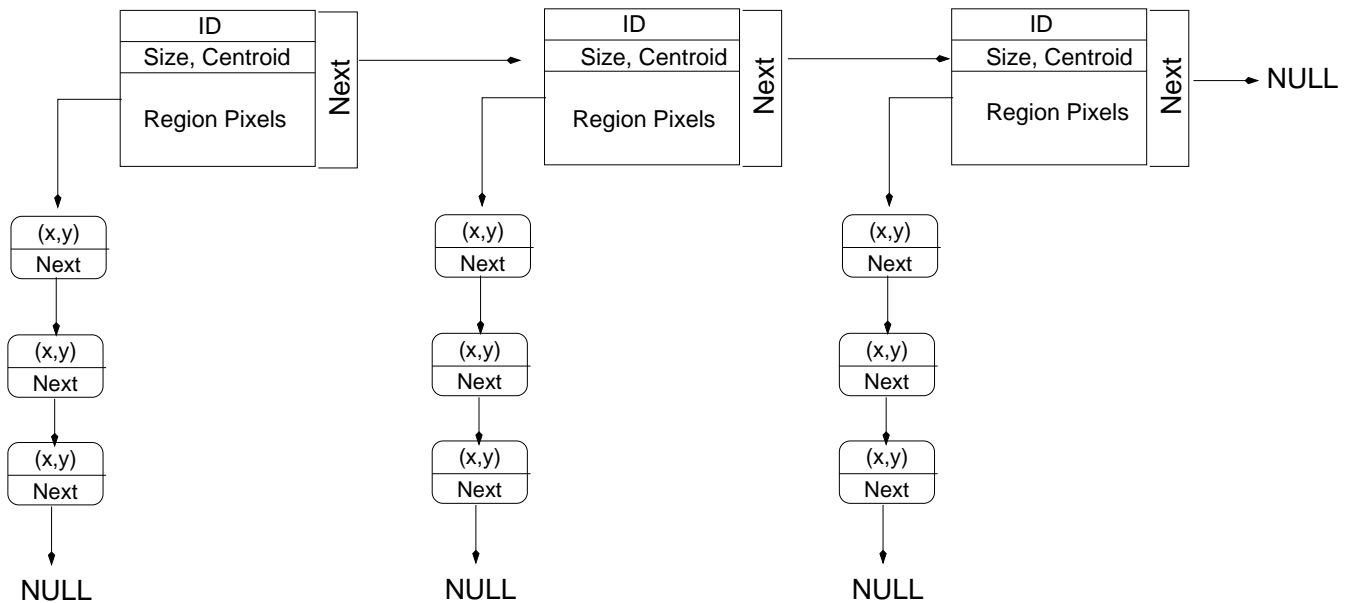 ID
Size, Centroid
Region Pixels
Next
ID
Size, Centroid
Region Pixels
Next
ID
Size, Centroid
Region Pixels
Next
NULL
(x,y)
Next
(x,y)
Next
(x,y)
Next
NULL
(x,y)
Next
(x,y)
Next
(x,y)
Next
NULL
(x,y)
Next
(x,y)
Next
(x,y)
Next
NULL